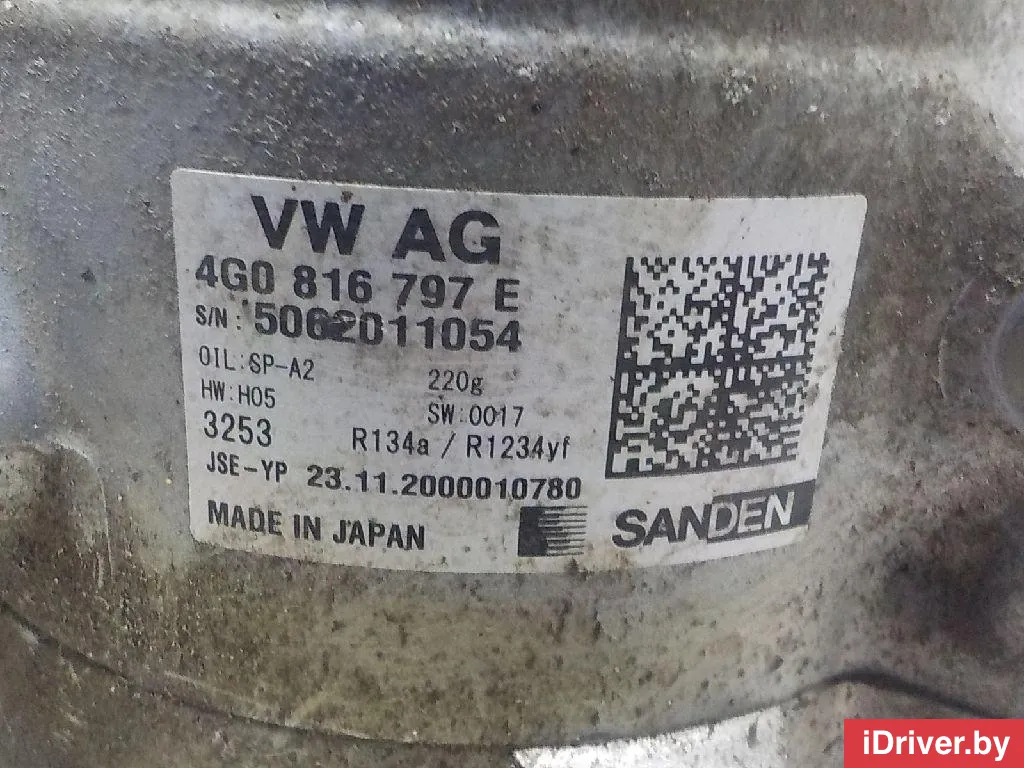 VW AG
4G0 816 797 E
S/N: 5062011054
OIL:SP-A2 220g
HW:H05 SW:0017
3253 R134a / R1234yf
JSE-YP 23.11.2000010780
MADE IN JAPAN SANDEN
iDriver.by